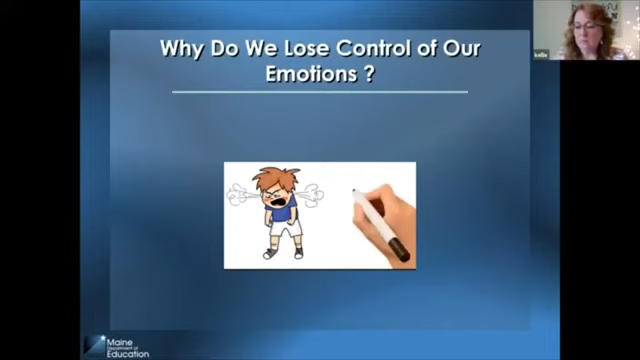 Why Do We Lose Control of Our
Emotions ?
Maine
Department of
Education